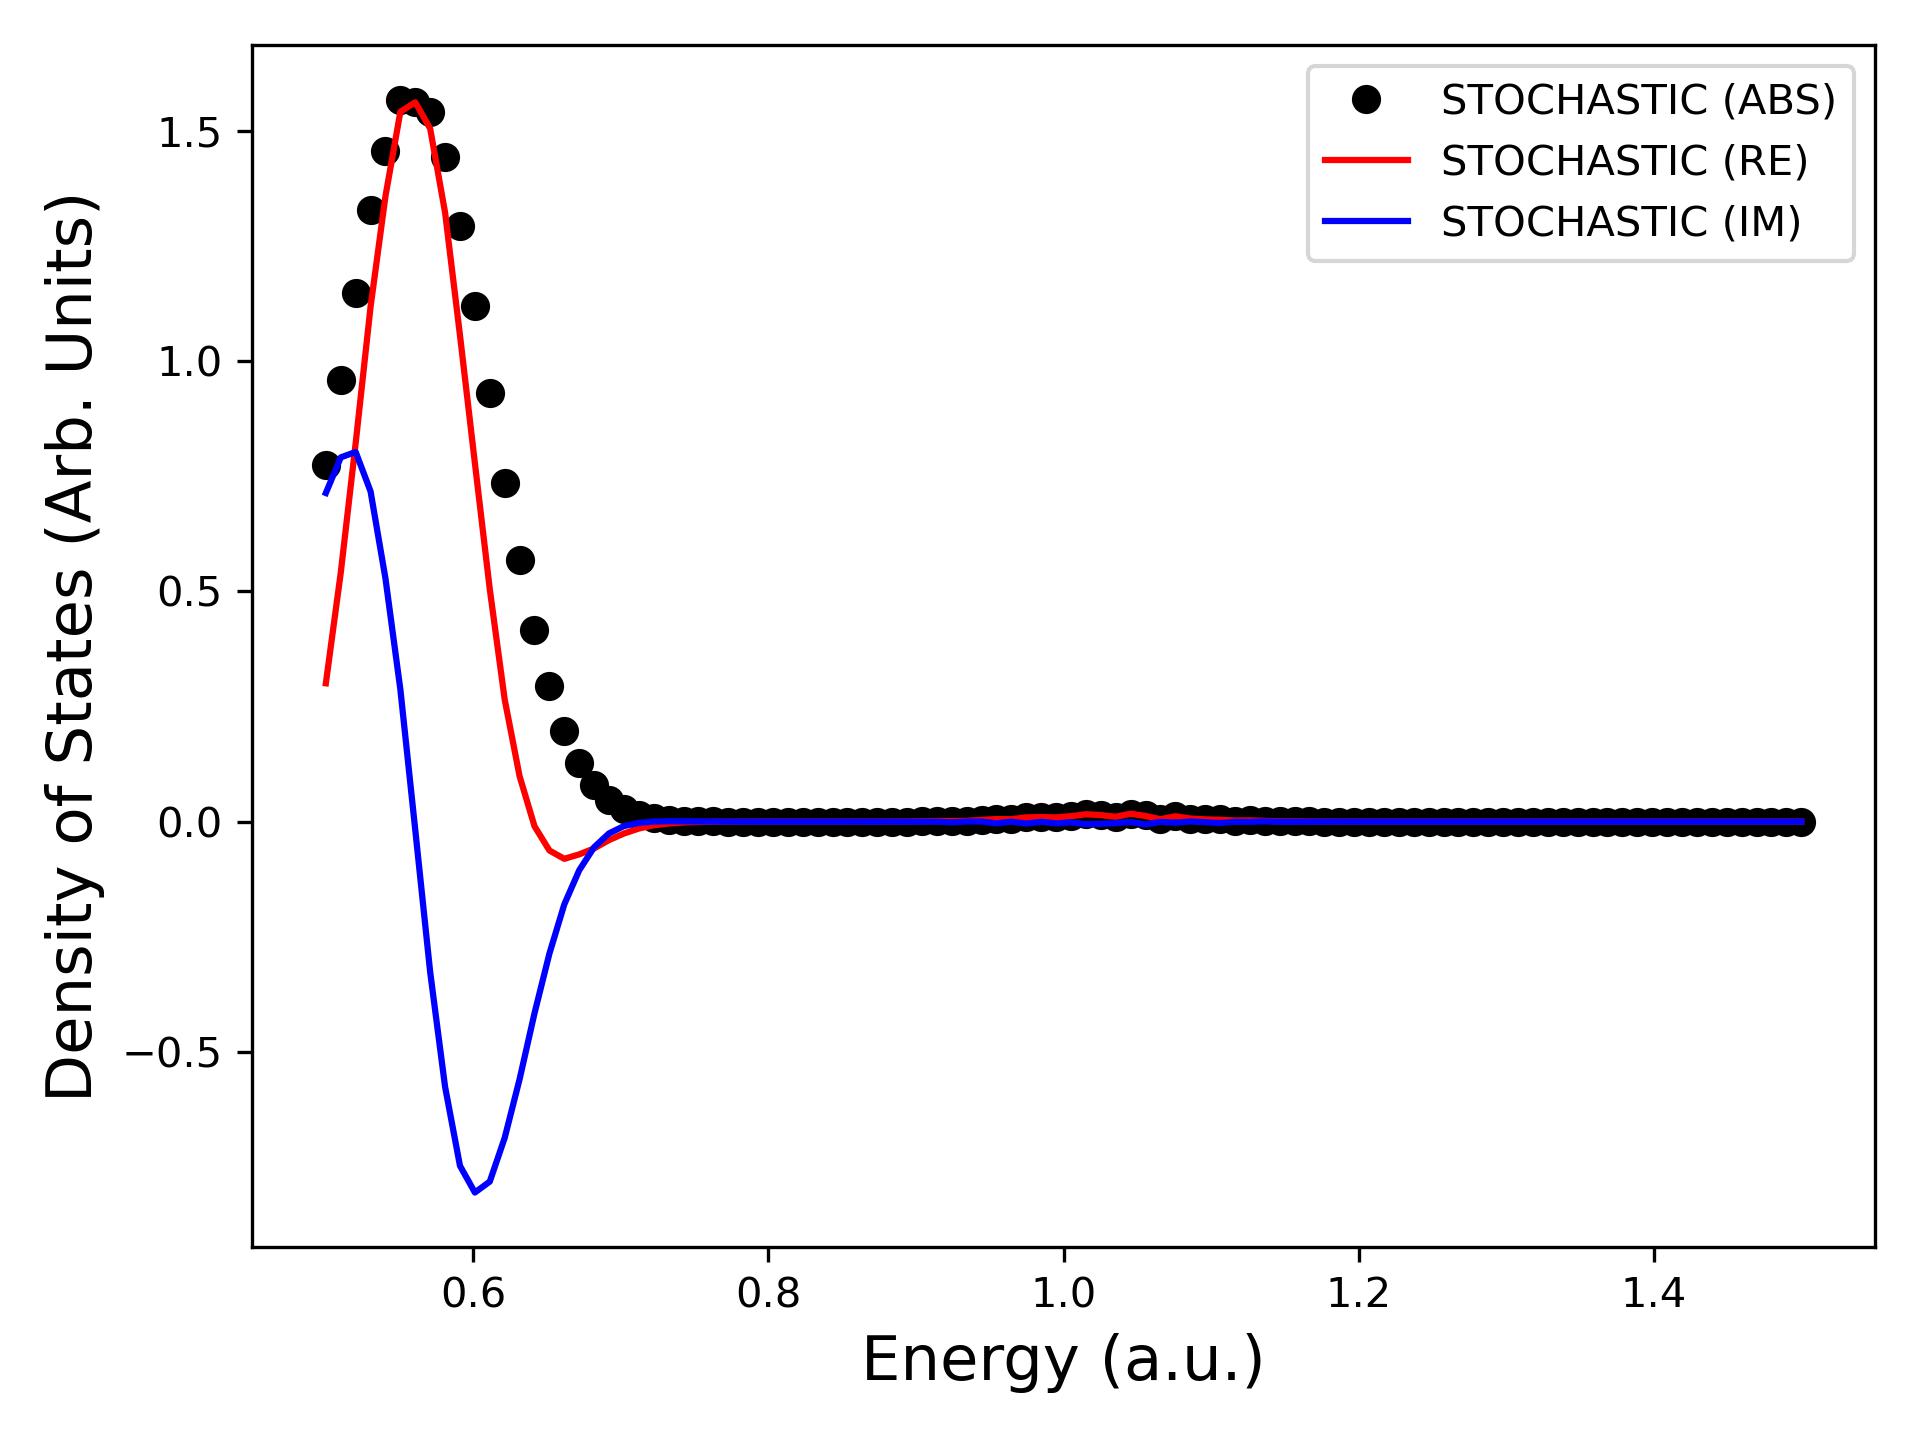 STOCHASTIC (ABS)
STOCHASTIC (RE)
STOCHASTIC (IM)
Density of States (Arb. Units)
1.5
1.0
0.5
0.0
−0.5
0.6 0.8 1.0 1.2 1.4
Energy (a.u.)